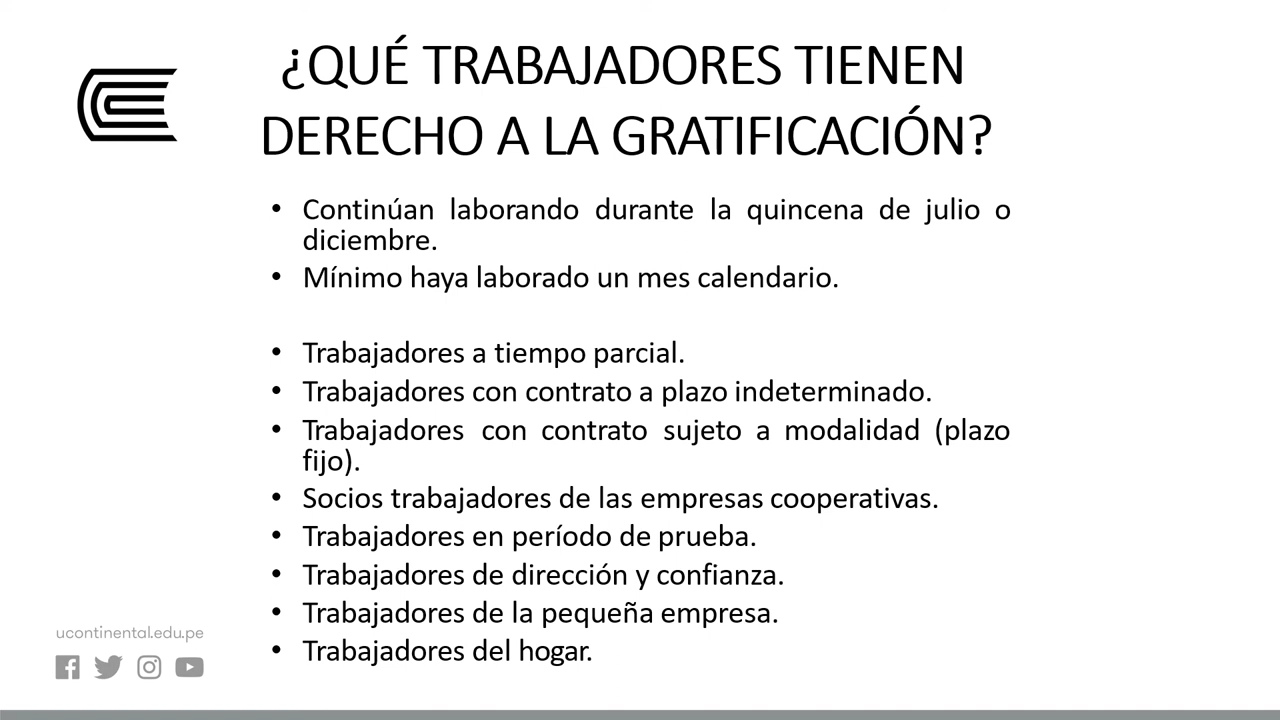 ¿QUÉ TRABAJADORES TIENEN
DERECHO A LA GRATIFICACIÓN?
• Continúan laborando durante la quincena de julio o
diciembre.
• Mínimo haya laborado un mes calendario.
• Trabajadores a tiempo parcial.
• Trabajadores con contrato a plazo indeterminado.
• Trabajadores con contrato sujeto a modalidad (plazo
fijo).
• Socios trabajadores de las empresas cooperativas.
• Trabajadores en período de prueba.
• Trabajadores de dirección y confianza.
• Trabajadores de la pequeña empresa.
• Trabajadores del hogar.
ucontinental.edu.pe